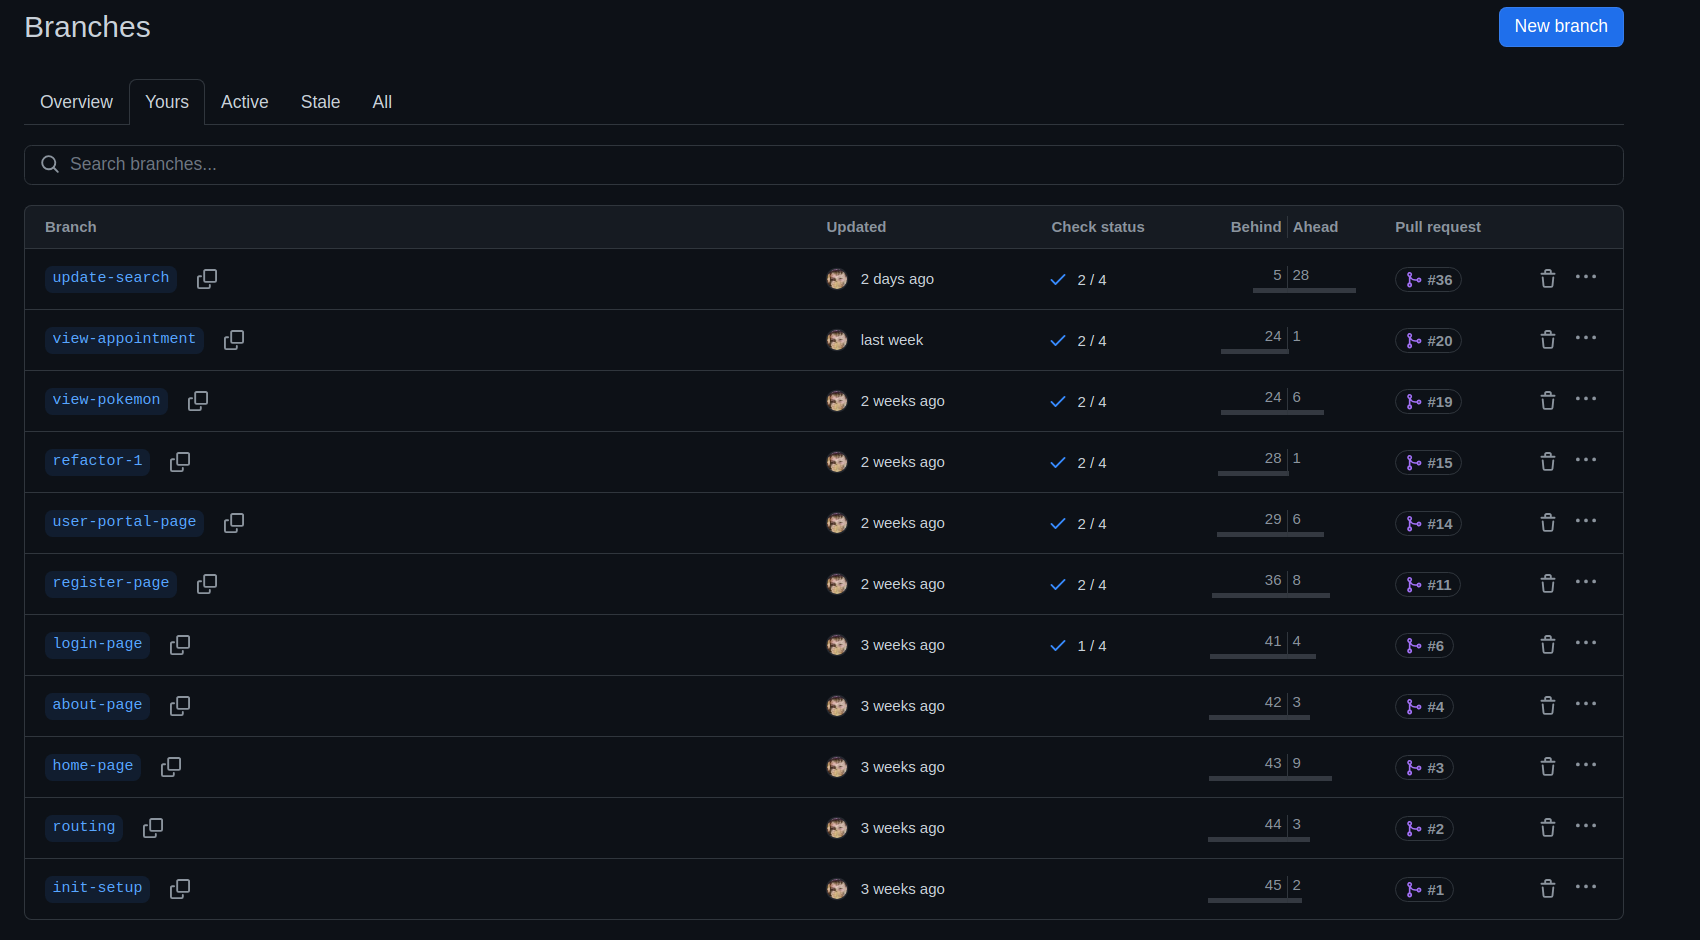 Branches
New branch
Overview Yours Active Stale All
Search branches...
Branch Updated Check status Behind Ahead Pull request
update-search 2 days ago 2 / 4 5 28 #36
view-appointment last week 2 / 4 24 1 #20
view-pokemon 2 weeks ago 2 / 4 24 6 #19
refactor-1 2 weeks ago 2 / 4 28 1 #15
user-portal-page 2 weeks ago 2 / 4 29 6 #14
register-page 2 weeks ago 2 / 4 36 8 #11
login-page 3 weeks ago 1 / 4 41 4 #6
about-page 3 weeks ago 42 3 #4
home-page 3 weeks ago 43 9 #3
routing 3 weeks ago 44 3 #2
init-setup 3 weeks ago 45 2 #1